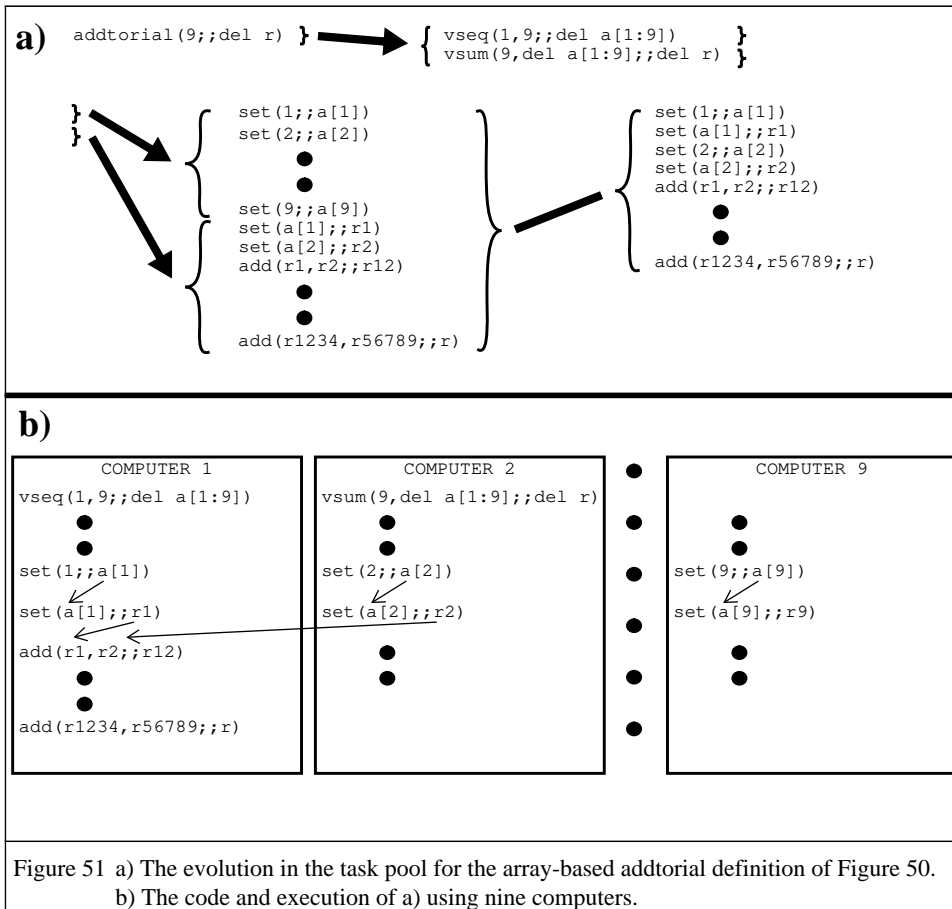 a)
addtorial(9;;del r) }
{ vseq(1,9;;del a[1:9]) }
vsum(9,del a[1:9];;del r) }
}
}
set(1;;a[1])
set(2;;a[2])
set(9;;a[9])
set(a[1];;r1)
set(a[2];;r2)
add(r1,r2;;r12)
add(r1234,r56789;;r)
set(1;;a[1])
set(a[1];;r1)
set(2;;a[2])
set(a[2];;r2)
add(r1,r2;;r12)
add(r1234,r56789;;r)
b)
COMPUTER 1
vseq(1,9;;del a[1:9])
set(1;;a[1])
set(a[1];;r1)
add(r1,r2;;r12)
add(r1234,r56789;;r)
COMPUTER 2
vsum(9,del a[1:9];;del r)
set(2;;a[2])
set(a[2];;r2)
COMPUTER 9
set(9;;a[9])
set(a[9];;r9)
Figure 51 a) The evolution in the task pool for the array-based addtorial definition of Figure 50.
b) The code and execution of a) using nine computers.